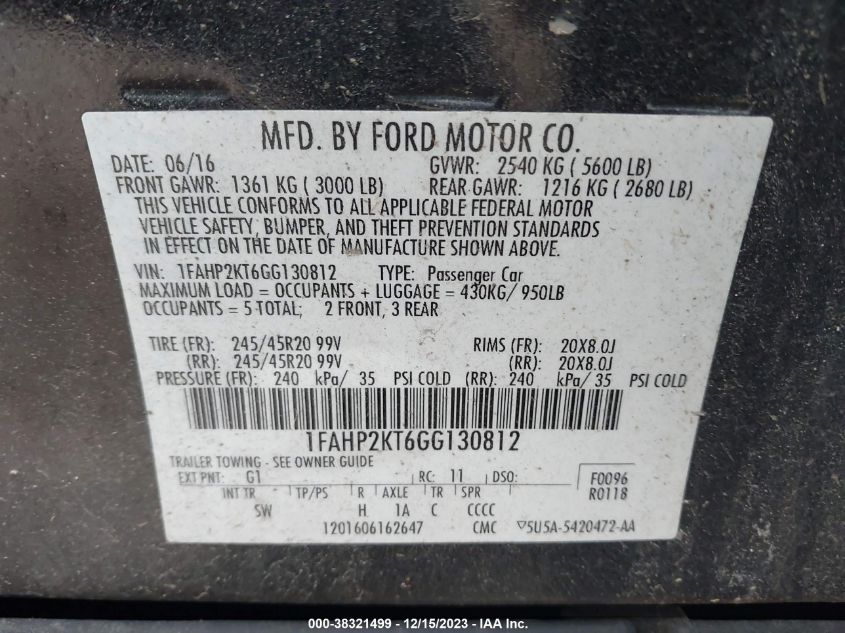 MFD. BY FORD MOTOR CO.
DATE: 06/16 GVWR: 2540 KG ( 5600 LB)
FRONT GAWR: 1361 KG ( 3000 LB) REAR GAWR: 1216 KG ( 2680 LB)
THIS VEHICLE CONFORMS TO ALL APPLICABLE FEDERAL MOTOR
VEHICLE SAFETY, BUMPER, AND THEFT PREVENTION STANDARDS
IN EFFECT ON THE DATE OF MANUFACTURE SHOWN ABOVE.
VIN: 1FAHP2KT6GG130812 TYPE: Passenger Car
MAXIMUM LOAD = OCCUPANTS + LUGGAGE = 430KG/ 950LB
OCCUPANTS = 5 TOTAL; 2 FRONT, 3 REAR
TIRE (FR): 245/45R20 99V RIMS (FR): 20X8.0J
(RR): 245/45R20 99V (RR): 20X8.0J
PRESSURE (FR): 240 kPa/ 35 PSI COLD (RR): 240 kPa/ 35 PSI COLD
1FAHP2KT6GG130812
TRAILER TOWING - SEE OWNER GUIDE
EXT PNT: G1 RC: 11 DSO: F0096
R0118
INT TR TP/PS R AXLE TR SPR
SW H 1A C CCCC
1201606162647 CMC ▽5U5A-5420472-AA
000-38321499 - 12/15/2023 - IAA Inc.